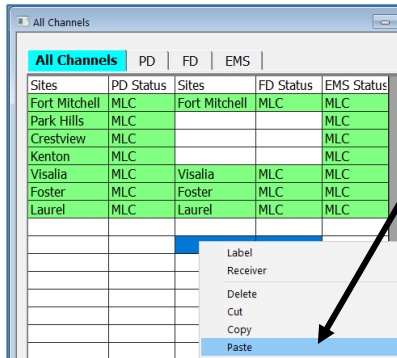 All Channels
All Channels PD FD EMS
Sites PD Status Sites FD Status EMS Status
Fort Mitchell MLC Fort Mitchell MLC MLC
Park Hills MLC MLC
Crestview MLC MLC
Kenton MLC MLC
Visalia MLC Visalia MLC MLC
Foster MLC Foster MLC MLC
Laurel MLC Laurel MLC MLC
Label
Receiver
Delete
Cut
Copy
Paste